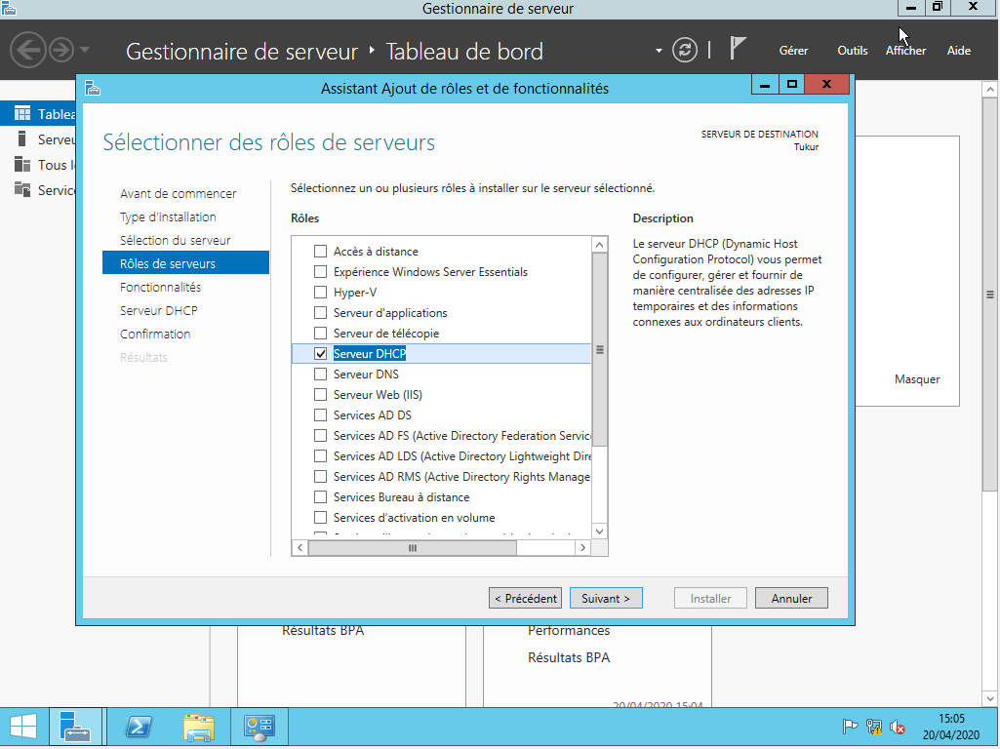 Gestionnaire de serveur
Gestionnaire de serveur ‣ Tableau de bord
Gérer Outils Afficher Aide
Assistant Ajout de rôles et de fonctionnalités
Sélectionner des rôles de serveurs
SERVEUR DE DESTINATION
Tukur
Avant de commencer
Type d'installation
Sélection du serveur
Rôles de serveurs
Fonctionnalités
Serveur DHCP
Confirmation
Résultats
Sélectionnez un ou plusieurs rôles à installer sur le serveur sélectionné.
Rôles
Accès à distance
Expérience Windows Server Essentials
Hyper-V
Serveur d'applications
Serveur de télécopie
Serveur DHCP
Serveur DNS
Serveur Web (IIS)
Services AD DS
Services AD FS (Active Directory Federation Servic
Services AD LDS (Active Directory Lightweight Dire
Services AD RMS (Active Directory Rights Manage
Services Bureau à distance
Services d'activation en volume
Description
Le serveur DHCP (Dynamic Host
Configuration Protocol) vous permet
de configurer, gérer et fournir de
manière centralisée des adresses IP
temporaires et des informations
connexes aux ordinateurs clients.
< Précédent Suivant > Installer Annuler
Tablea
Serveu
Tous l
Servic
Masquer
Résultats BPA
Performances
Résultats BPA
20/04/2020 15:04
15:05
20/04/2020